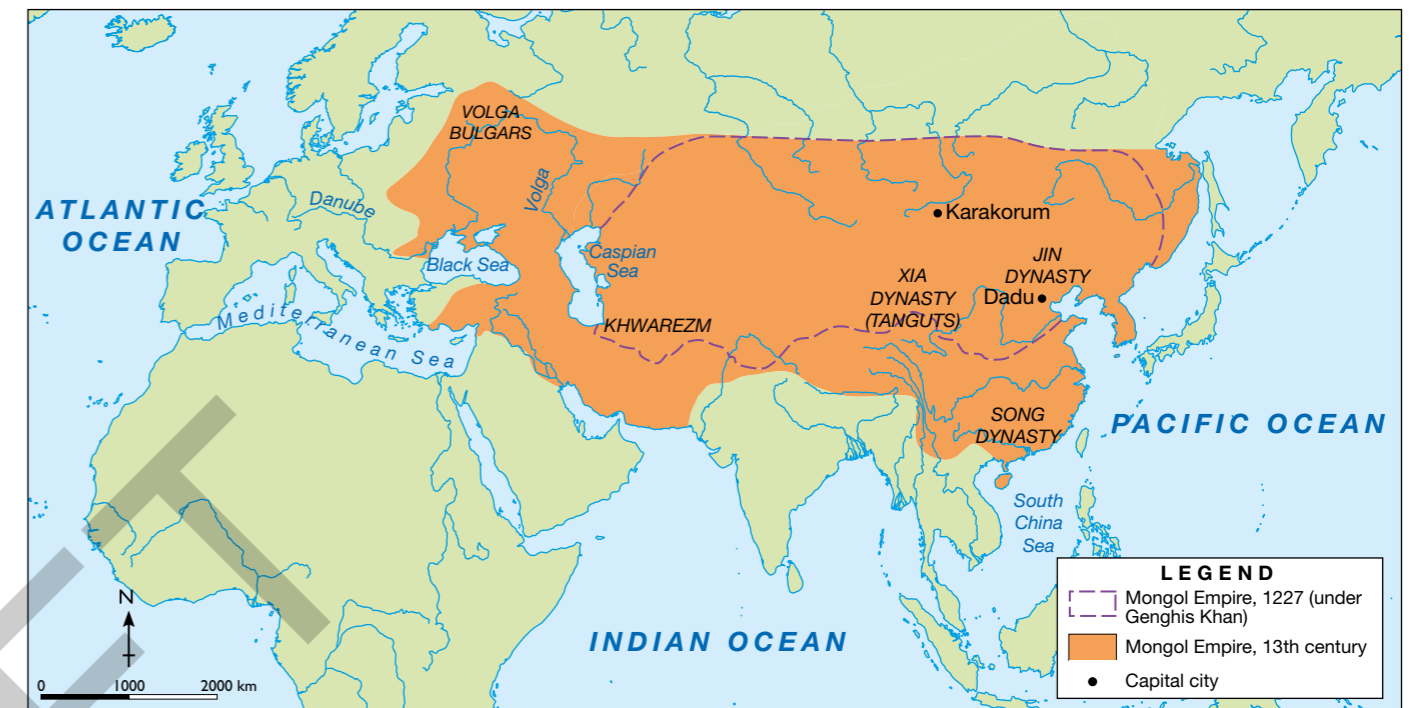 VOLGA
BULGARS
Volga
Danube
ATLANTIC
OCEAN
Karakorum
Black Sea
Caspian
Sea
JIN
DYNASTY
XIA
DYNASTY
(TANGUTS)
Dadu
Mediterranean Sea
KHWAREZM
SONG
DYNASTY
PACIFIC OCEAN
South
China
Sea
INDIAN OCEAN
N
0 1000 2000 km
LEGEND
Mongol Empire, 1227 (under
Genghis Khan)
Mongol Empire, 13th century
Capital city